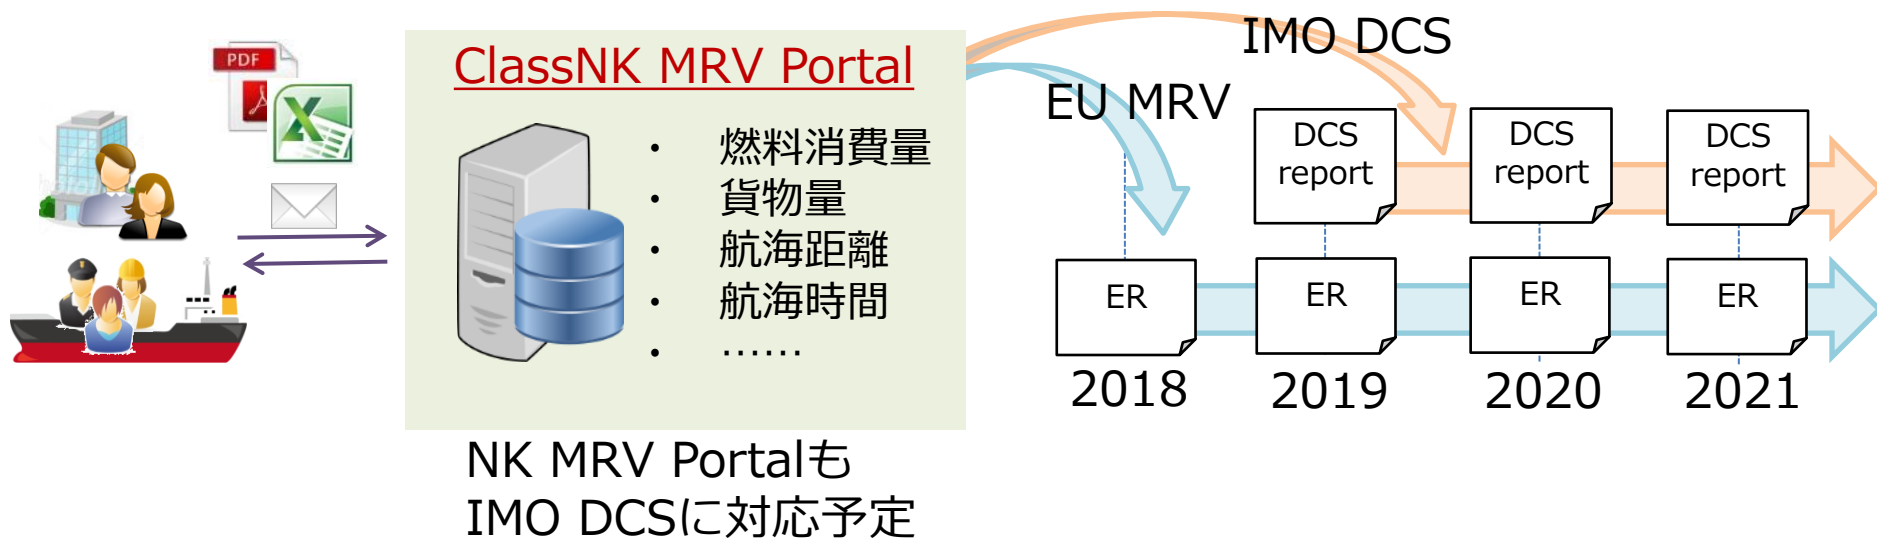 PDF
ClassNK MRV Portal
・ 燃料消費量
・ 貨物量
・ 航海距離
・ 航海時間
・ ……
NK MRV Portalも
IMO DCSに対応予定
IMO DCS
EU MRV
DCS
report
DCS
report
DCS
report
ER
ER
ER
ER
2018
2019
2020
2021